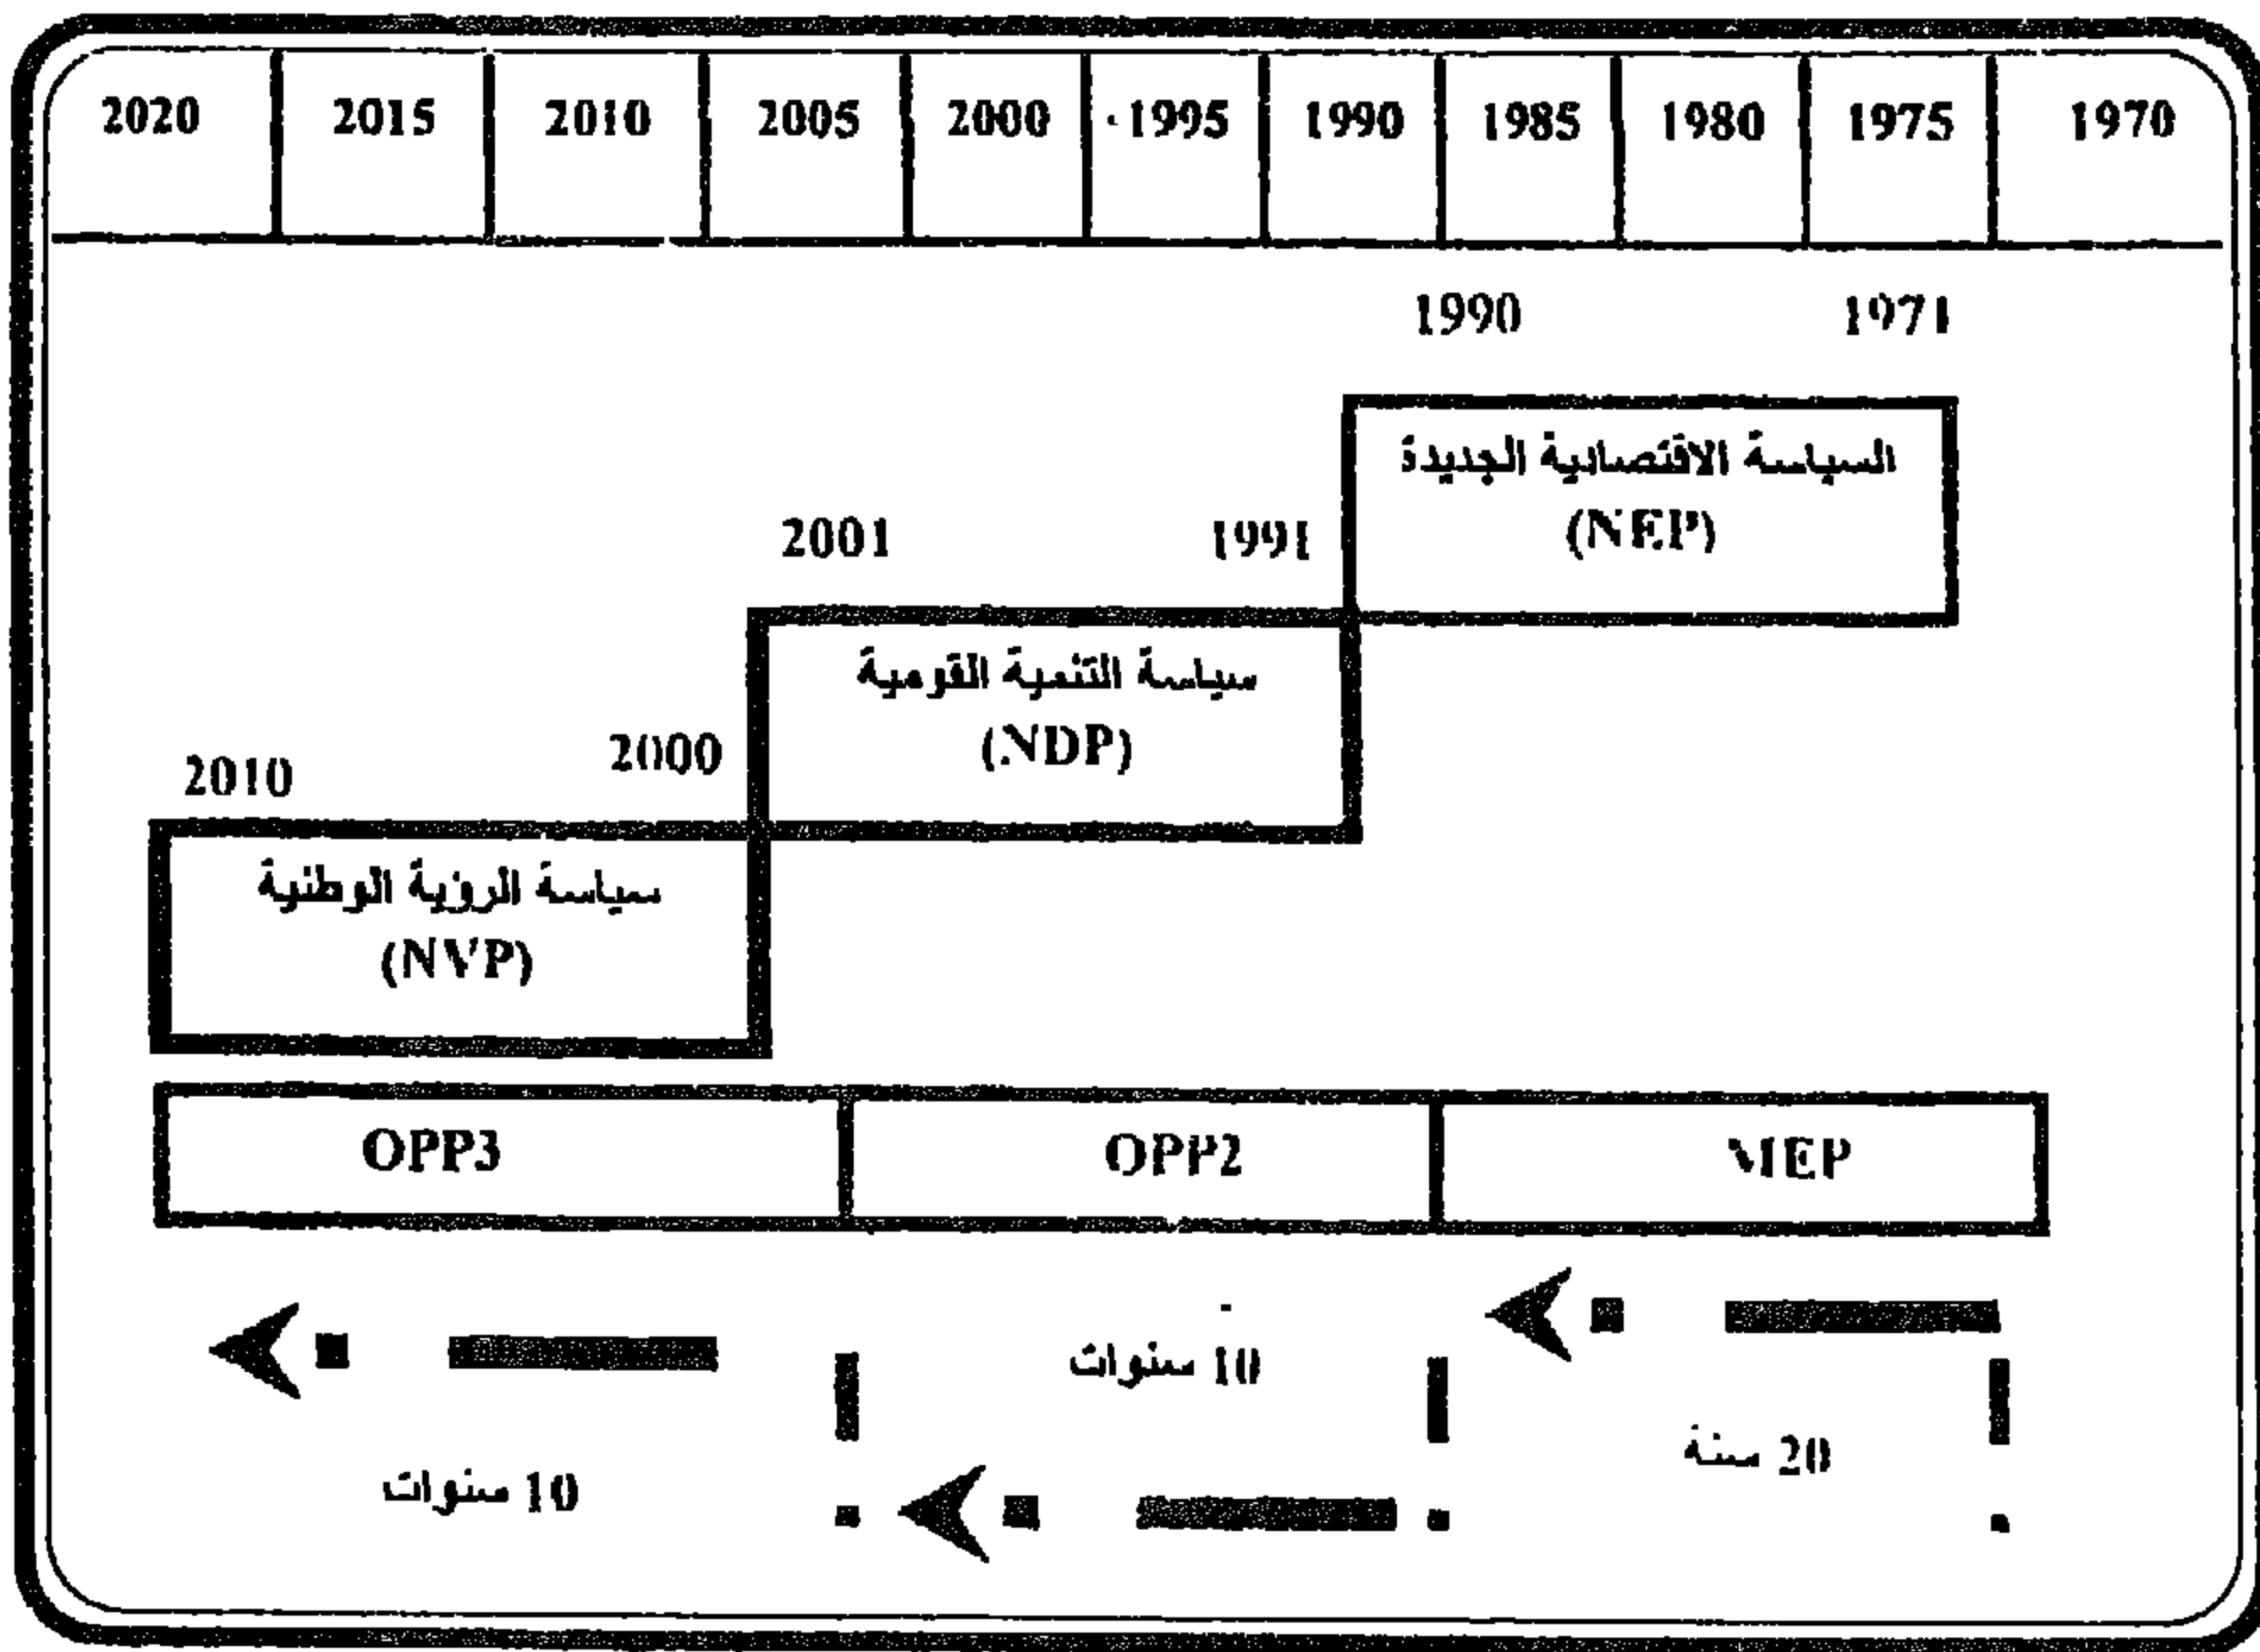 1970 1975 1980 1985 1990 1995 2000 2005 2010 2015 2020
1971 1990
السياسة الاقتصادية الجديدة
(NEP)
1991 2001
سياسة التنمية القومية
(NDP)
2000 2010
سياسة الرؤية الوطنية
(NVP)
MEP OPP2 OPP3
10 سنوات
20 سنة
10 سنوات